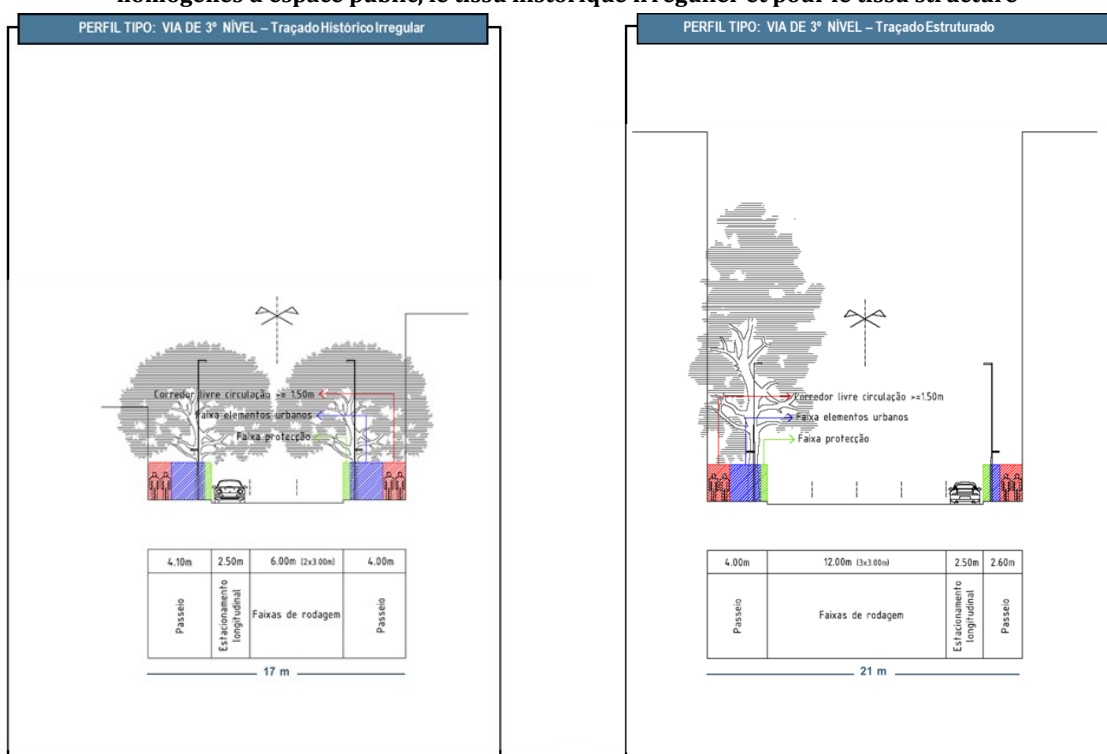 homogènes d'espace public, le tissu historique irrégulier et pour le tissu structuré
PERFIL TIPO: VIA DE 3º NÍVEL – Traçado Histórico Irregular
Corredor livre circulação >= 1.50m
Faixa elementos urbanos
Faixa protecção
4.10m
2.50m
6.00m (2x3.00m)
4.00m
Passeio
Estacionamento
longitudinal
Faixas de rodagem
Passeio
17 m
PERFIL TIPO: VIA DE 3º NÍVEL – Traçado Estruturado
Corredor livre circulação >=1.50m
Faixa elementos urbanos
Faixa protecção
4.00m
12.00m (3x3.00m)
2.50m
2.60m
Passeio
Faixas de rodagem
Estacionamento
longitudinal
Passeio
21 m